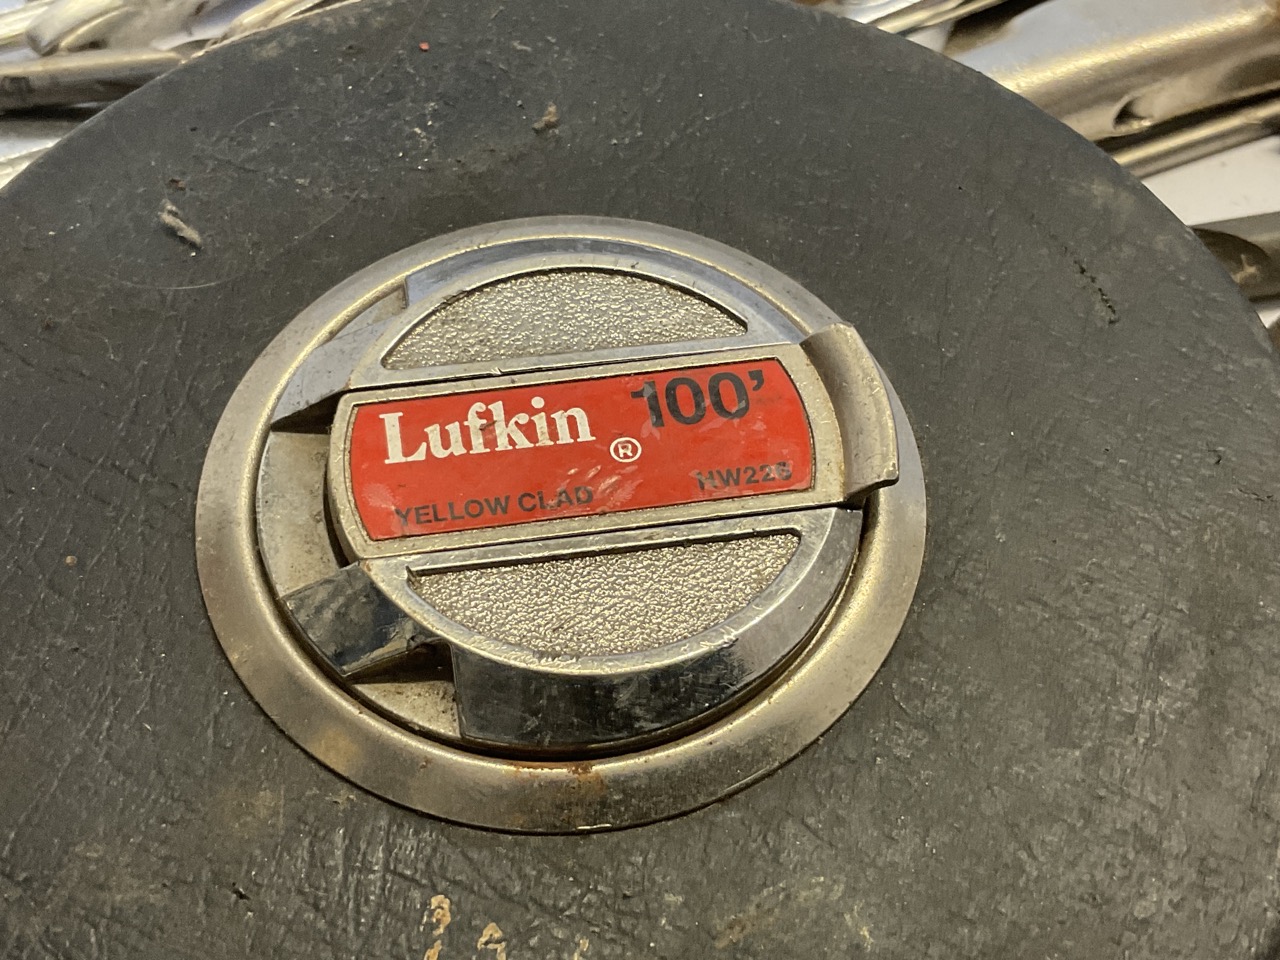 Lufkin 100’
®
YELLOW CLAD HW226